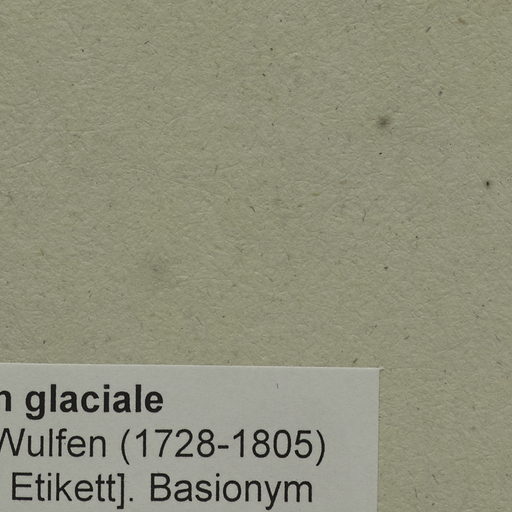 glaciale
Wulfen (1728-1805)
Etikett]. Basionym